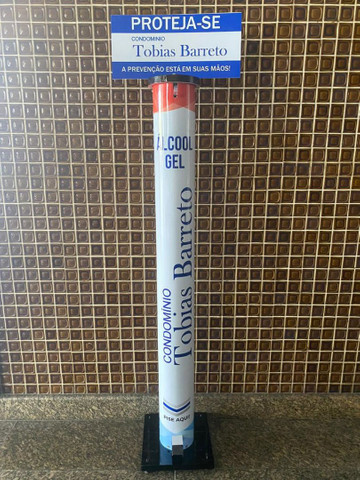 PROTEJA-SE
CONDOMÍNIO
Tobias Barreto
A PREVENÇÃO ESTÁ EM SUAS MÃOS!
ÁLCOOL
GEL
CONDOMÍNIO
Tobias Barreto
PISE AQUI!